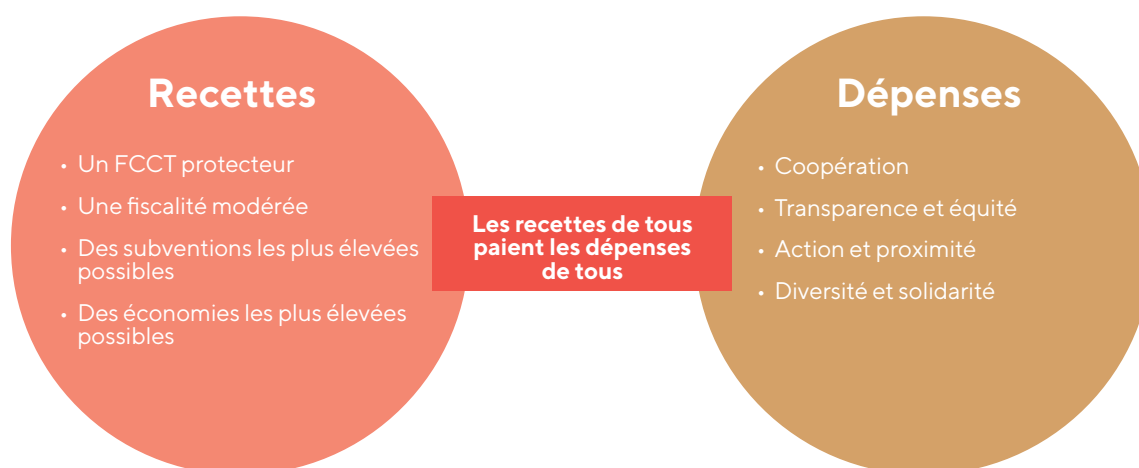 Recettes
• Un FCCT protecteur
• Une fiscalité modérée
• Des subventions les plus élevées
possibles
• Des économies les plus élevées
possibles
Les recettes de tous
paient les dépenses
de tous
Dépenses
• Coopération
• Transparence et équité
• Action et proximité
• Diversité et solidarité